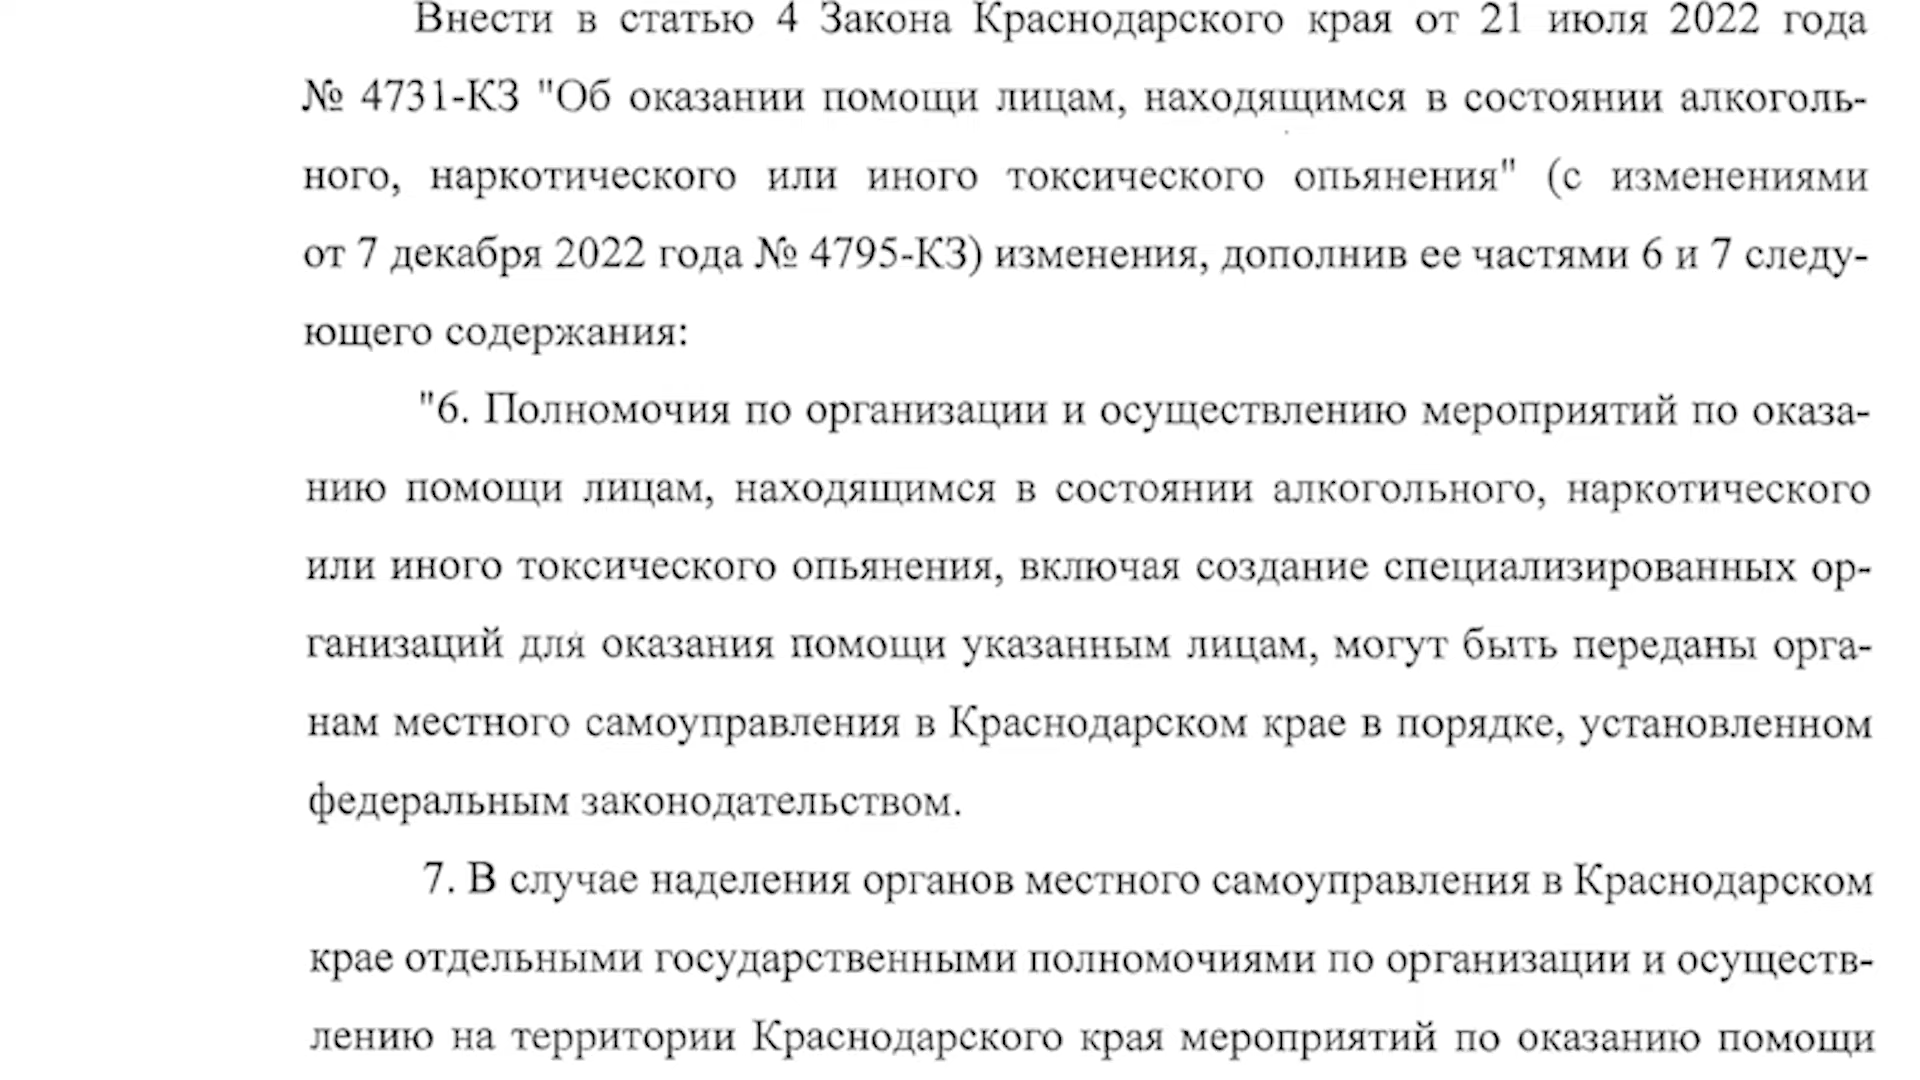 Внести в статью 4 Закона Краснодарского края от 21 июля 2022 года
№ 4731-КЗ "Об оказании помощи лицам, находящимся в состоянии алкоголь-
ного, наркотического или иного токсического опьянения" (с изменениями
от 7 декабря 2022 года № 4795-КЗ) изменения, дополнив ее частями 6 и 7 следу-
ющего содержания:
"6. Полномочия по организации и осуществлению мероприятий по оказа-
нию помощи лицам, находящимся в состоянии алкогольного, наркотического
или иного токсического опьянения, включая создание специализированных ор-
ганизаций для оказания помощи указанным лицам, могут быть переданы орга-
нам местного самоуправления в Краснодарском крае в порядке, установленном
федеральным законодательством.
7. В случае наделения органов местного самоуправления в Краснодарском
крае отдельными государственными полномочиями по организации и осуществ-
лению на территории Краснодарского края мероприятий по оказанию помощи